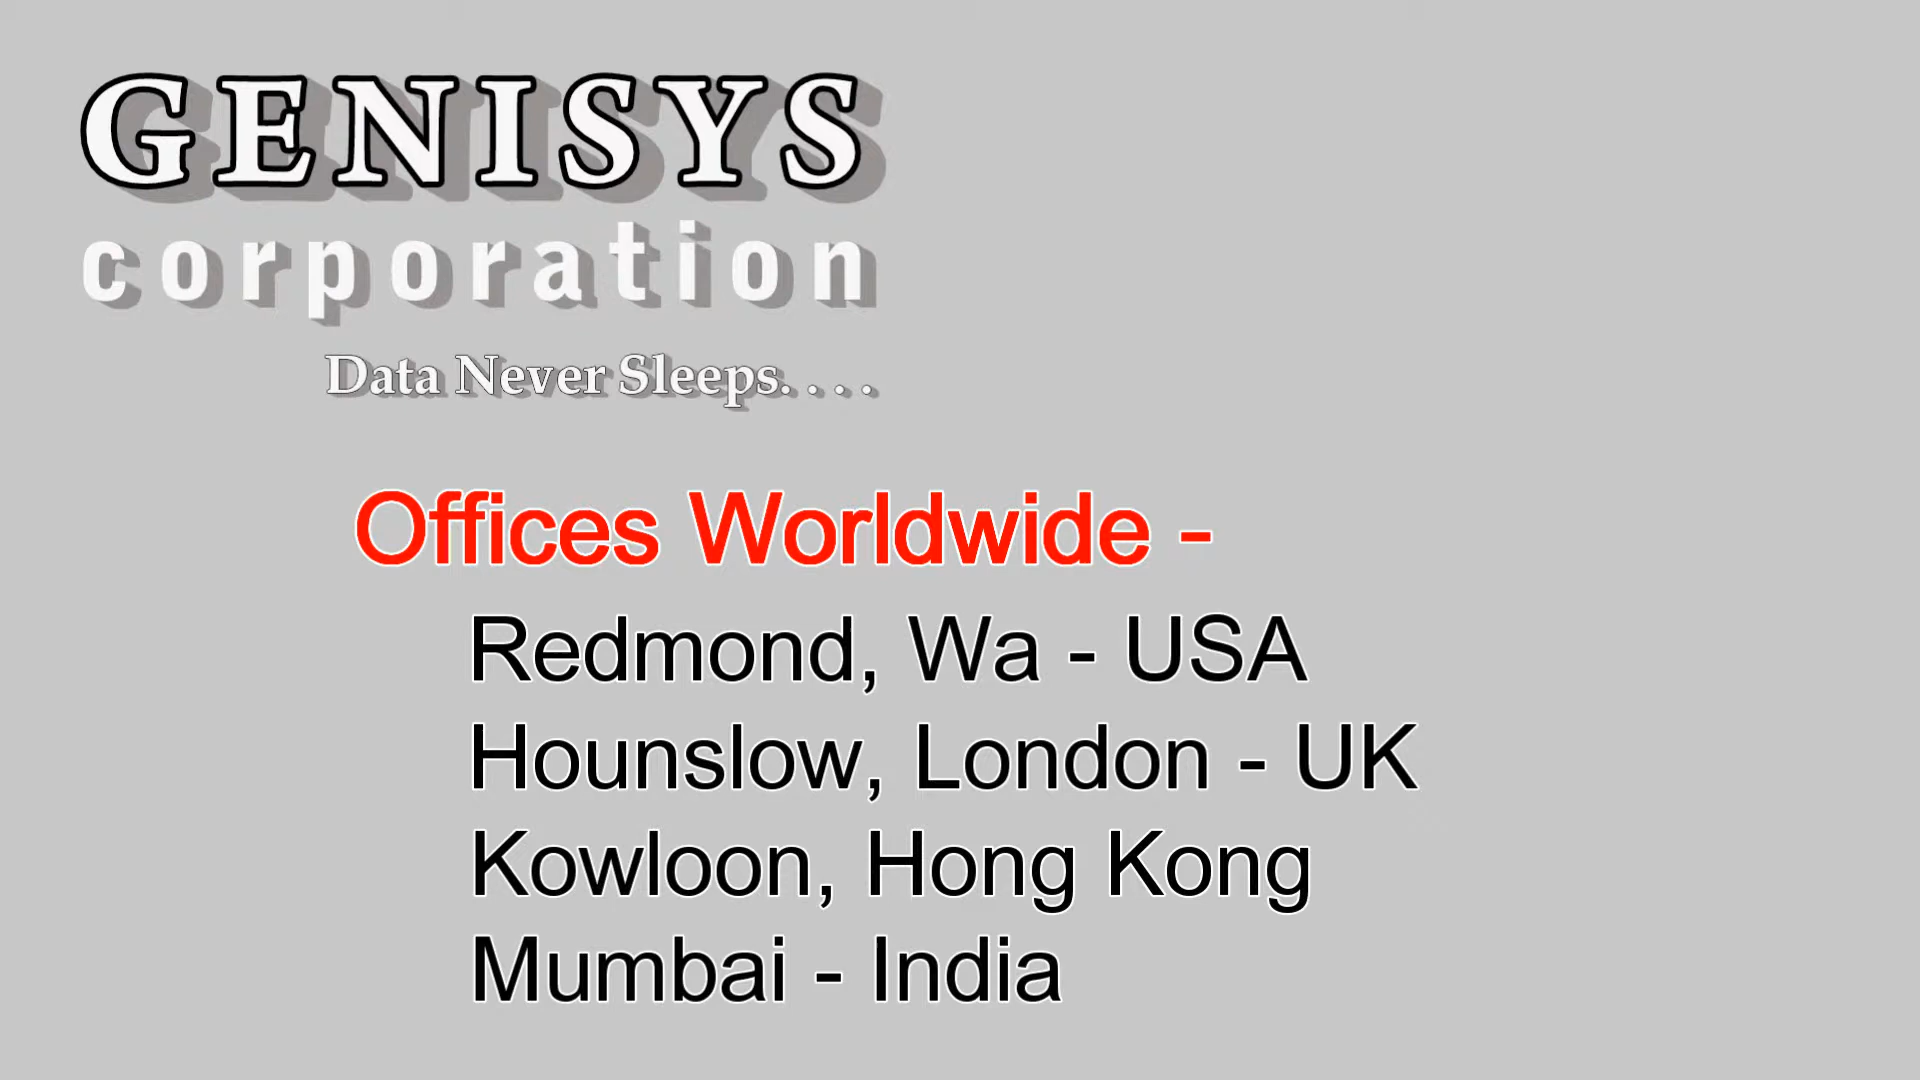 GENISYS
corporation
Data Never Sleeps. . . .
Offices Worldwide -
Redmond, Wa - USA
Hounslow, London - UK
Kowloon, Hong Kong
Mumbai - India